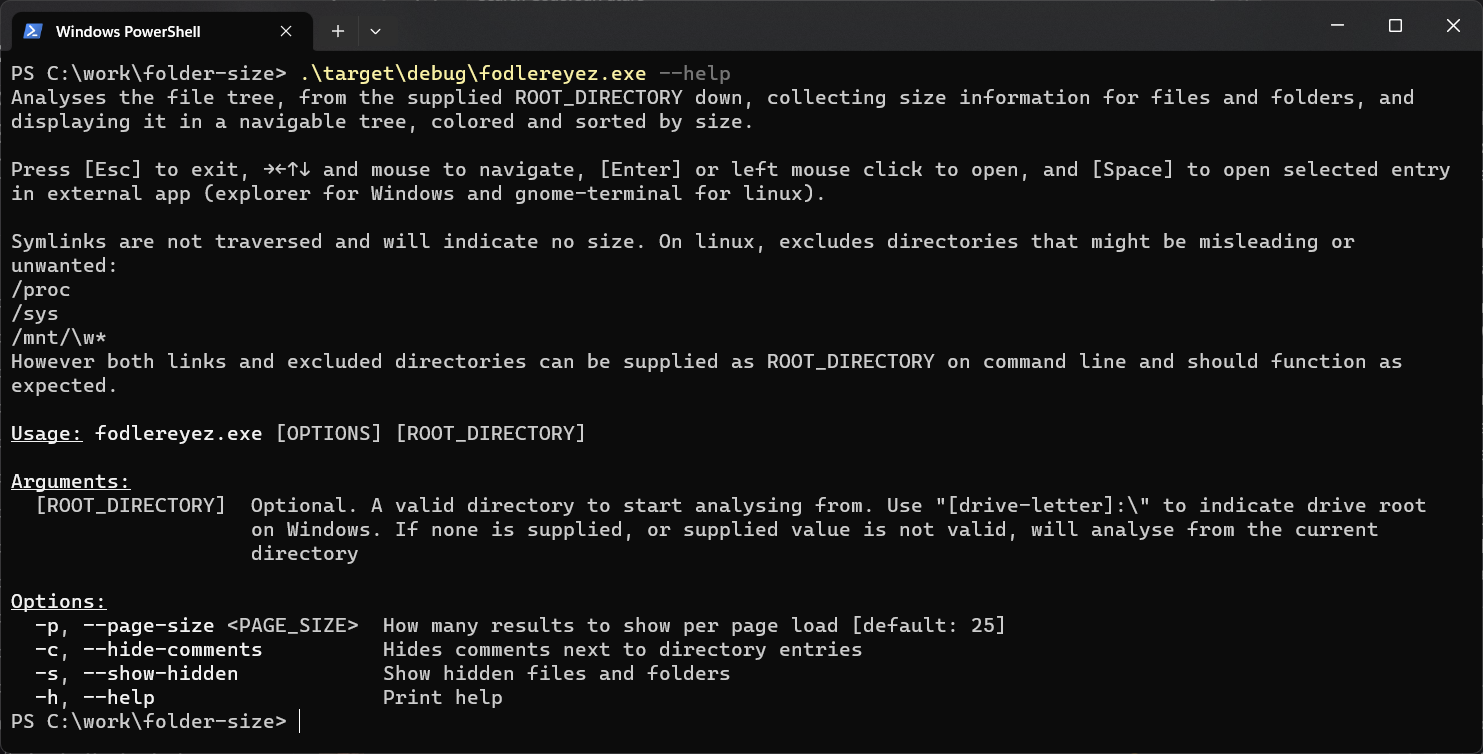 Windows PowerShell
PS C:\work\folder-size> .\target\debug\fodlereyez.exe --help
Analyses the file tree, from the supplied ROOT_DIRECTORY down, collecting size information for files and folders, and
displaying it in a navigable tree, colored and sorted by size.
Press [Esc] to exit, →←↑↓ and mouse to navigate, [Enter] or left mouse click to open, and [Space] to open selected entry
in external app (explorer for Windows and gnome-terminal for linux).
Symlinks are not traversed and will indicate no size. On linux, excludes directories that might be misleading or
unwanted:
/proc
/sys
/mnt/\w*
However both links and excluded directories can be supplied as ROOT_DIRECTORY on command line and should function as
expected.
Usage: fodlereyez.exe [OPTIONS] [ROOT_DIRECTORY]
Arguments:
[ROOT_DIRECTORY]  Optional. A valid directory to start analysing from. Use "[drive-letter]:\" to indicate drive root
on Windows. If none is supplied, or supplied value is not valid, will analyse from the current
directory
Options:
-p, --page-size <PAGE_SIZE>  How many results to show per page load [default: 25]
-c, --hide-comments          Hides comments next to directory entries
-s, --show-hidden            Show hidden files and folders
-h, --help                   Print help
PS C:\work\folder-size>